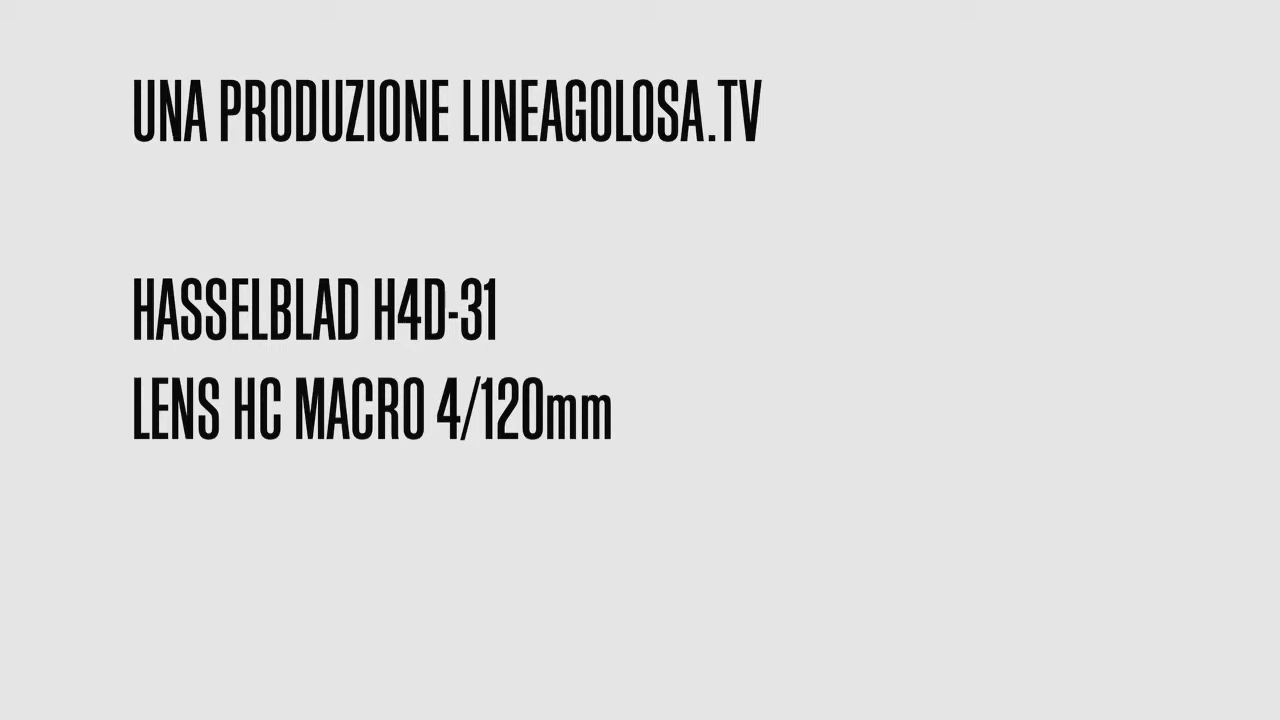 UNA PRODUZIONE LINEAGOLOSA.TV
HASSELBLAD H4D-31
LENS HC MACRO 4/120mm